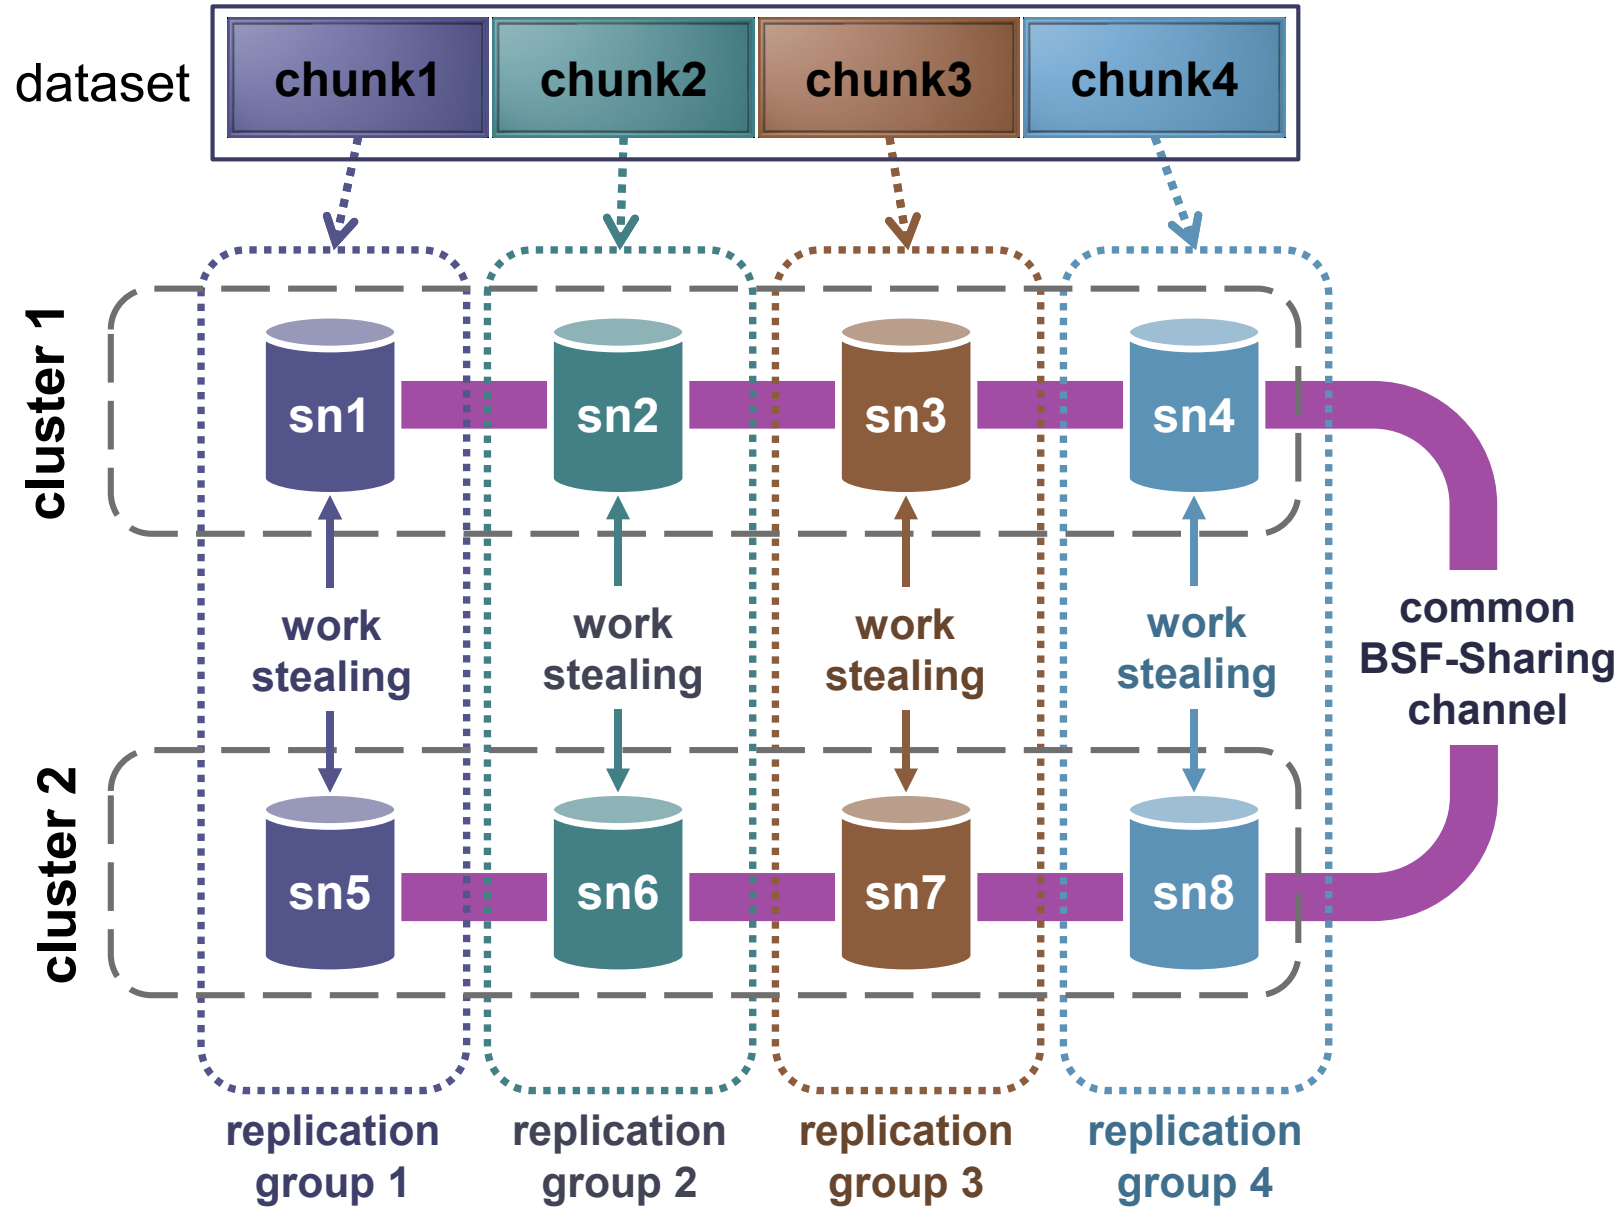 dataset
chunk1
chunk2
chunk3
chunk4
cluster 1
sn1
sn2
sn3
sn4
work
stealing
work
stealing
work
stealing
work
stealing
common
BSF-Sharing
channel
cluster 2
sn5
sn6
sn7
sn8
replication
group 1
replication
group 2
replication
group 3
replication
group 4